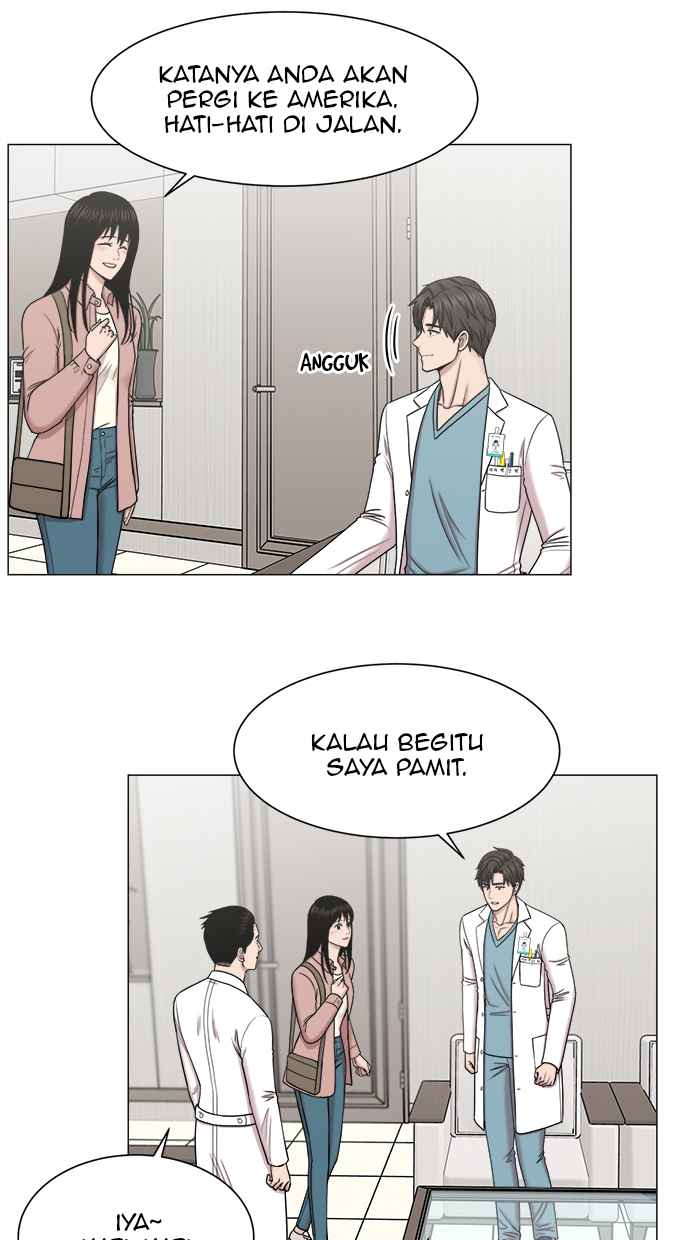 KATANYA ANDA AKAN
PERGI KE AMERIKA.
HATI-HATI DI JALAN.
ANGGUK
KALAU BEGITU
SAYA PAMIT.
IYA~